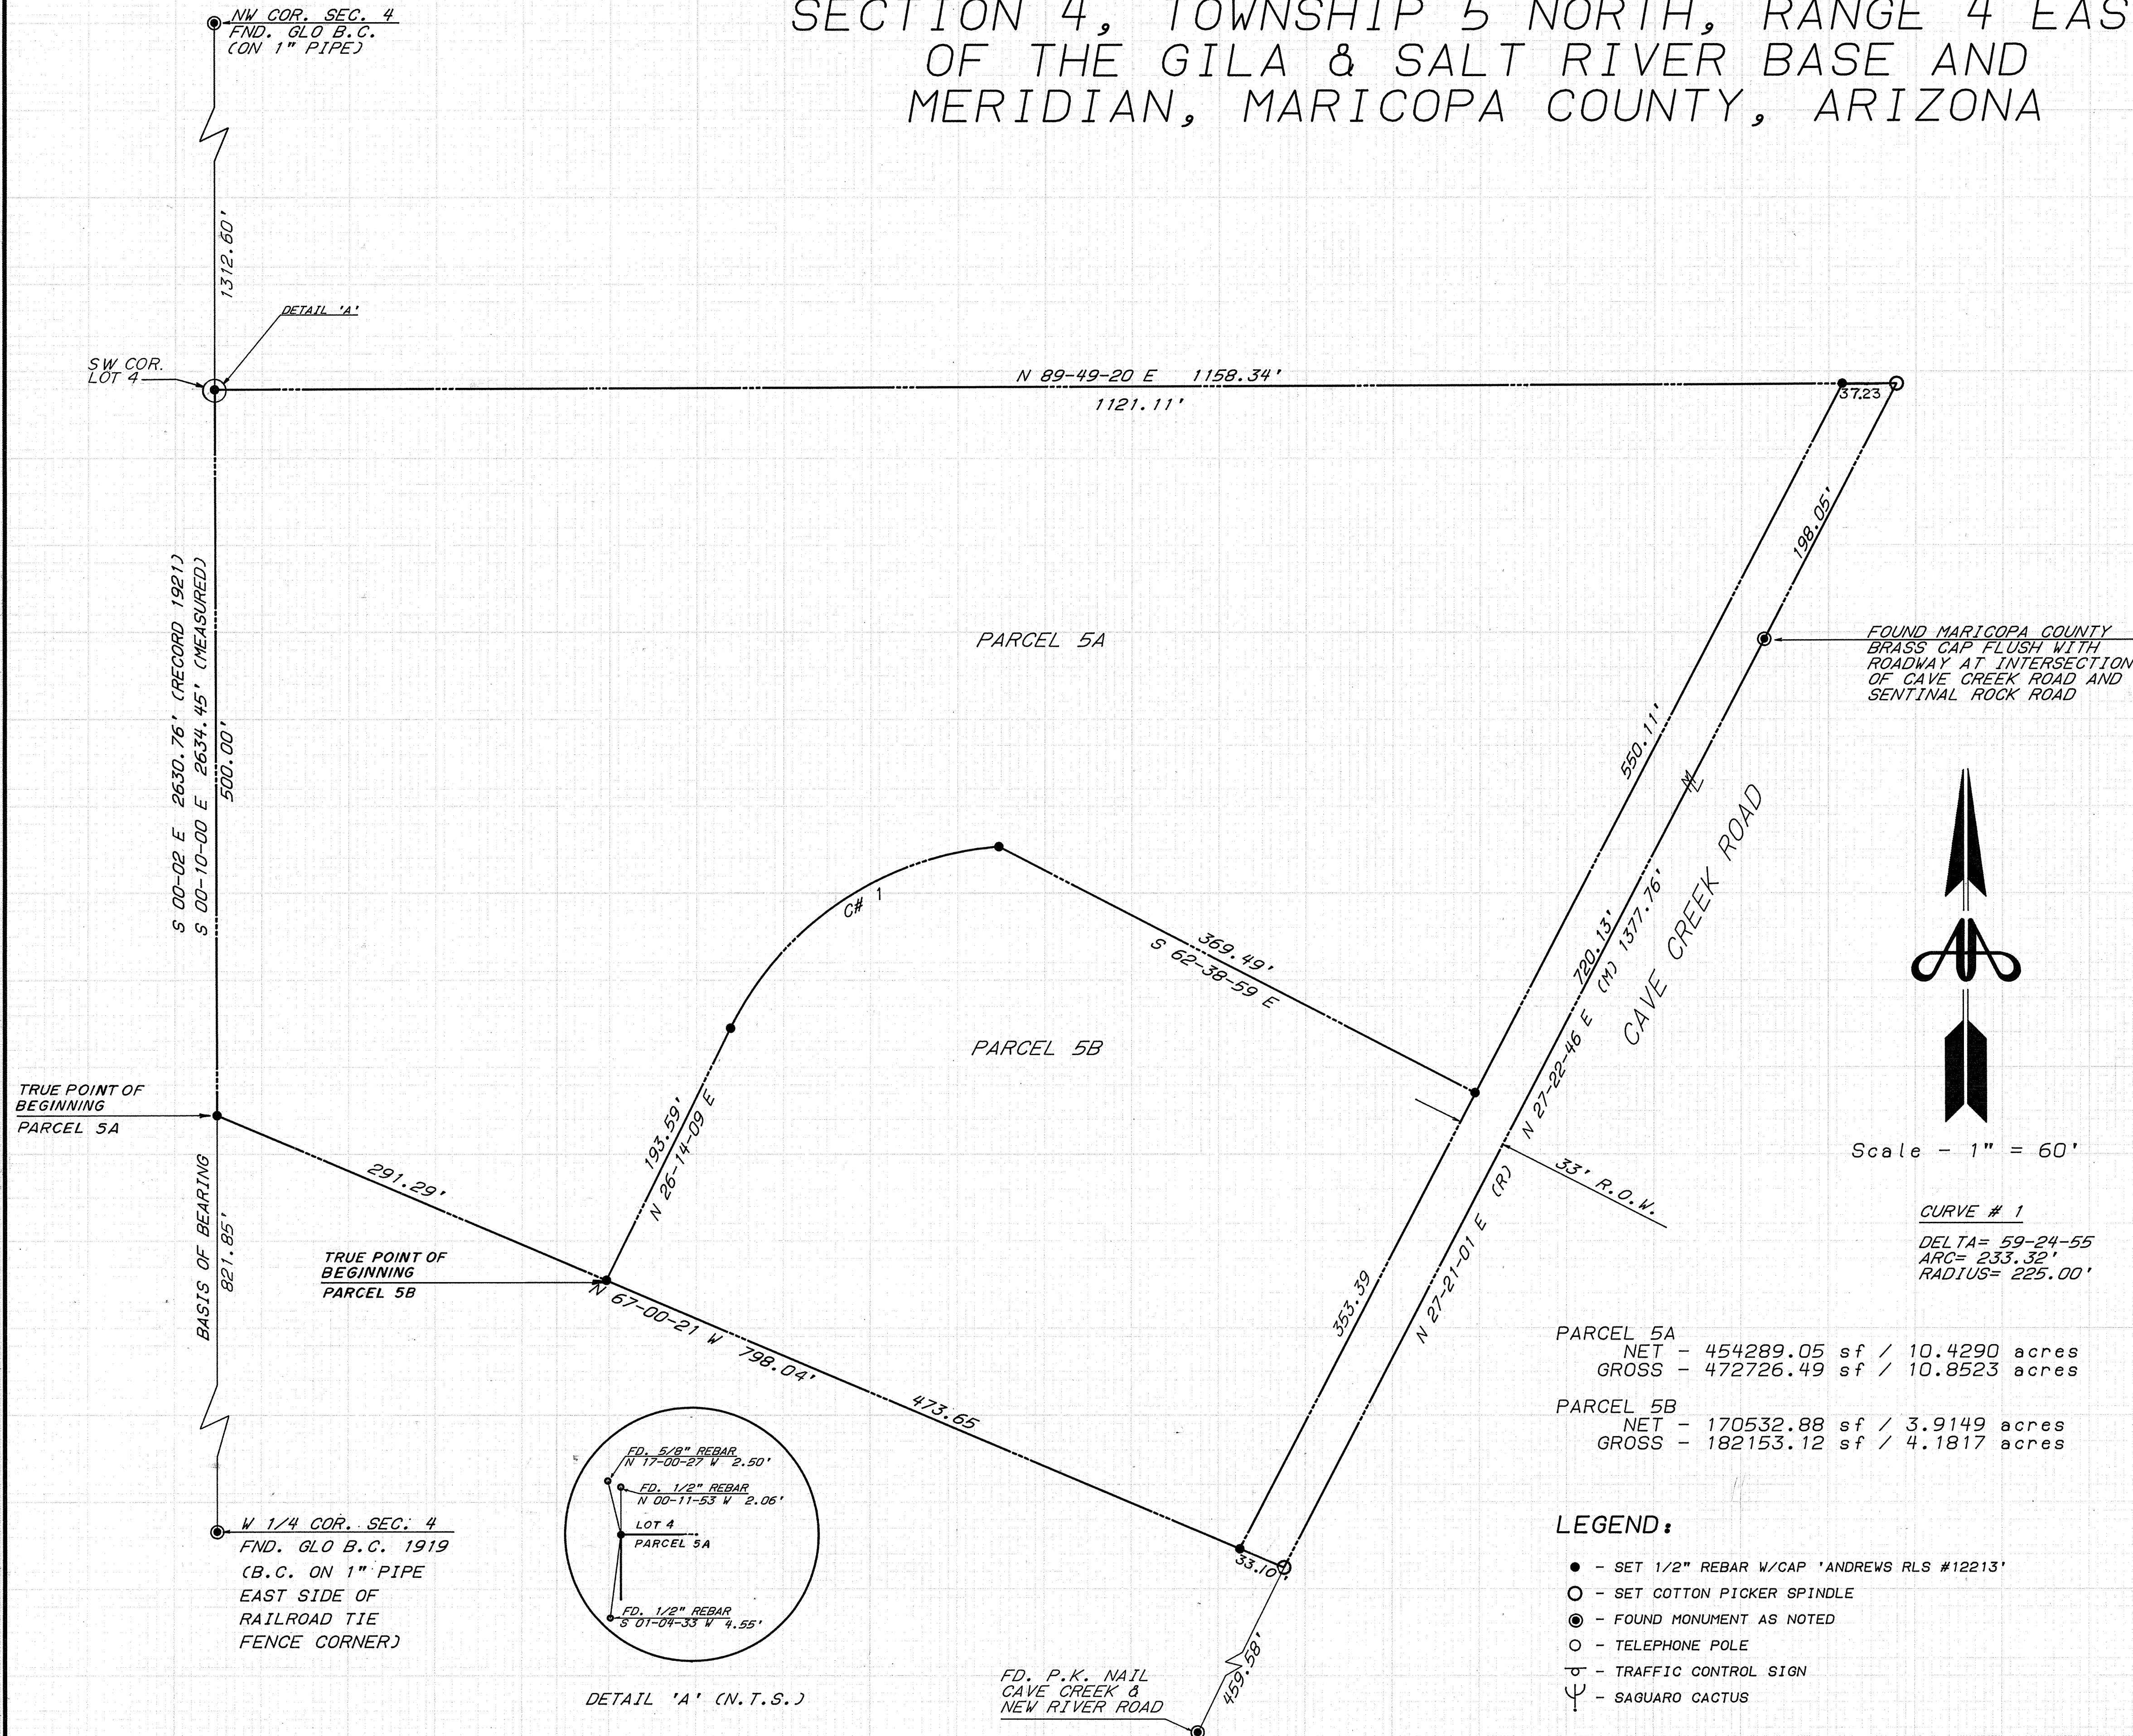 SECTION 4, TOWNSHIP 5 NORTH, RANGE 4 EAS
OF THE GILA & SALT RIVER BASE AND
MERIDIAN, MARICOPA COUNTY, ARIZONA
NW COR. SEC. 4
FND. GLO B.C.
(ON 1" PIPE)
1312.60'
DETAIL 'A'
SW COR.
LOT 4
N 89-49-20 E 1158.34'
1121.11'
37.23
198.05'
S 00-02 E 2630.76' (RECORD 1921)
S 00-10-00 E 2634.45' (MEASURED)
500.00'
PARCEL 5A
FOUND MARICOPA COUNTY
BRASS CAP FLUSH WITH
ROADWAY AT INTERSECTION
OF CAVE CREEK ROAD AND
SENTINAL ROCK ROAD
550.11'
C# 1
369.49'
S 62-38-59 E
720.13'
N 27-22-46 E (M) 1377.76'
CAVE CREEK ROAD
PARCEL 5B
TRUE POINT OF
BEGINNING
PARCEL 5A
193.59'
N 26-14-09 E
291.29'
BASIS OF BEARING
821.85'
TRUE POINT OF
BEGINNING
PARCEL 5B
N 67-00-21 W 798.04'
473.65
353.39
N 27-21-01 E (R)
33' R.O.W.
Scale - 1" = 60'
CURVE # 1
DELTA= 59-24-55
ARC= 233.32'
RADIUS= 225.00'
PARCEL 5A
NET - 454289.05 sf / 10.4290 acres
GROSS - 472726.49 sf / 10.8523 acres
PARCEL 5B
NET - 170532.88 sf / 3.9149 acres
GROSS - 182153.12 sf / 4.1817 acres
FD. 5/8" REBAR
N 17-00-27 W 2.50'
FD. 1/2" REBAR
N 00-11-53 W 2.06'
LOT 4
PARCEL 5A
FD. 1/2" REBAR
S 01-04-33 W 4.55'
DETAIL 'A' (N.T.S.)
W 1/4 COR. SEC. 4
FND. GLO B.C. 1919
(B.C. ON 1" PIPE
EAST SIDE OF
RAILROAD TIE
FENCE CORNER)
33.10'
459.58'
FD. P.K. NAIL
CAVE CREEK &
NEW RIVER ROAD
LEGEND:
- SET 1/2" REBAR W/CAP 'ANDREWS RLS #12213'
- SET COTTON PICKER SPINDLE
- FOUND MONUMENT AS NOTED
- TELEPHONE POLE
- TRAFFIC CONTROL SIGN
- SAGUARO CACTUS